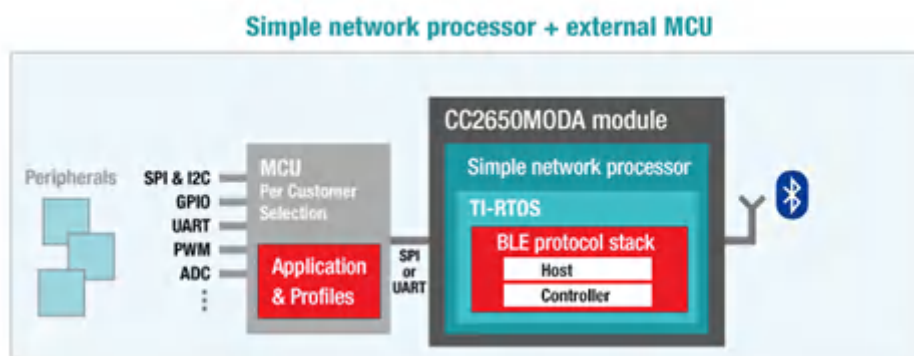 Simple network processor + external MCU
Peripherals
SPI & I2C
GPIO
UART
PWM
ADC
MCU
Per Customer
Selection
Application
& Profiles
SPI
or
UART
CC2650MODA module
Simple network processor
TI-RTOS
BLE protocol stack
Host
Controller